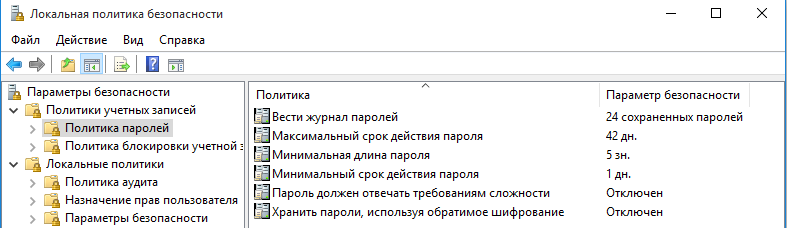 Локальная политика безопасности
Файл Действие Вид Справка
Параметры безопасности
Политики учетных записей
Политика паролей
Политика блокировки учетной з
Локальные политики
Политика аудита
Назначение прав пользователя
Параметры безопасности
Политика Параметр безопасности
Вести журнал паролей 24 сохраненных паролей
Максимальный срок действия пароля 42 дн.
Минимальная длина пароля 5 зн.
Минимальный срок действия пароля 1 дн.
Пароль должен отвечать требованиям сложности Отключен
Хранить пароли, используя обратимое шифрование Отключен